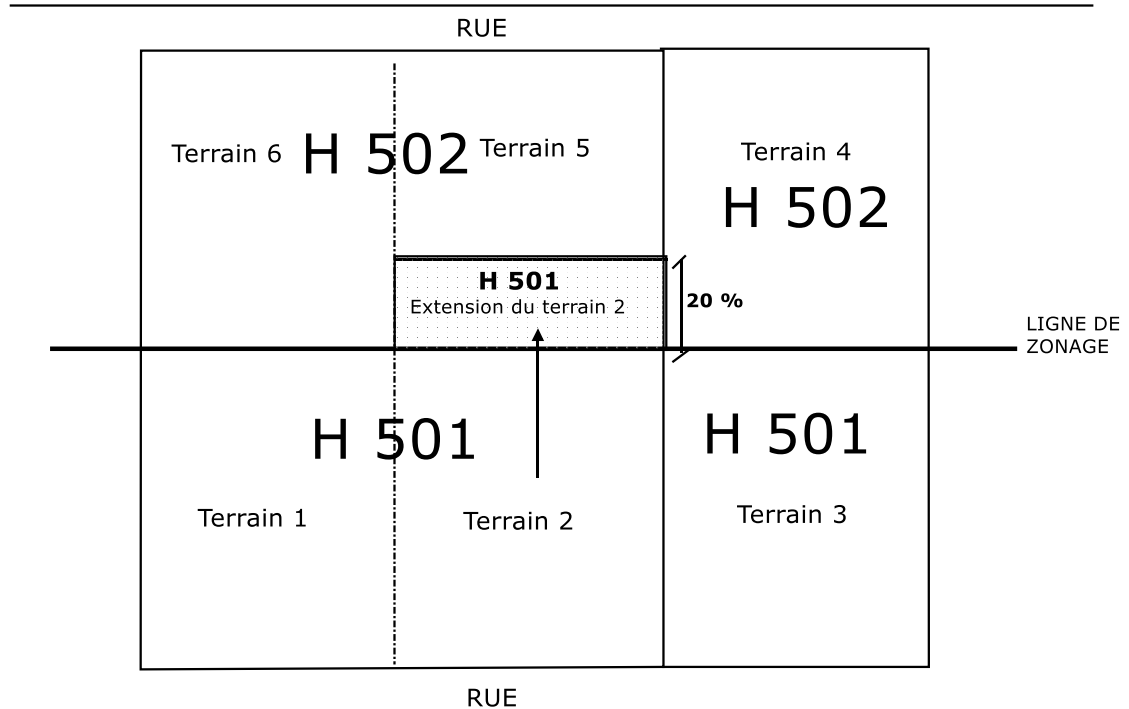 RUE
Terrain 6
H 502
Terrain 5
Terrain 4
H 502
H 501
Extension du terrain 2
20 %
LIGNE DE
ZONAGE
H 501
H 501
Terrain 1
Terrain 2
Terrain 3
RUE